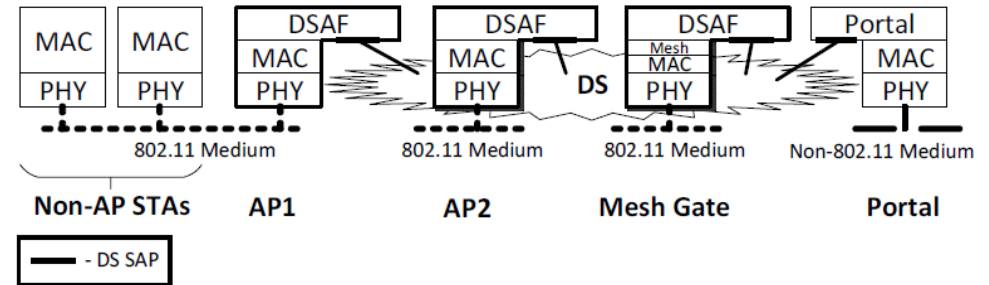 DSAF DSAF DSAF Portal
MAC MAC MAC MAC Mesh MAC MAC
PHY PHY PHY PHY DS PHY PHY
802.11 Medium 802.11 Medium 802.11 Medium Non-802.11 Medium
Non-AP STAs AP1 AP2 Mesh Gate Portal
- DS SAP